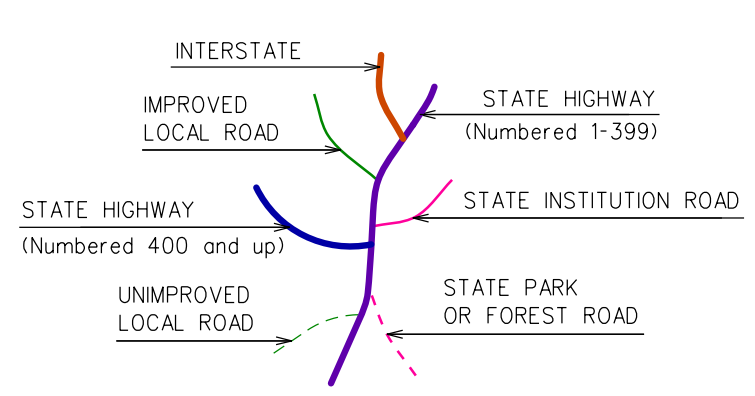 INTERSTATE
STATE HIGHWAY
(Numbered 1-399)
IMPROVED
LOCAL ROAD
STATE INSTITUTION ROAD
STATE HIGHWAY
(Numbered 400 and up)
STATE PARK
OR FOREST ROAD
UNIMPROVED
LOCAL ROAD